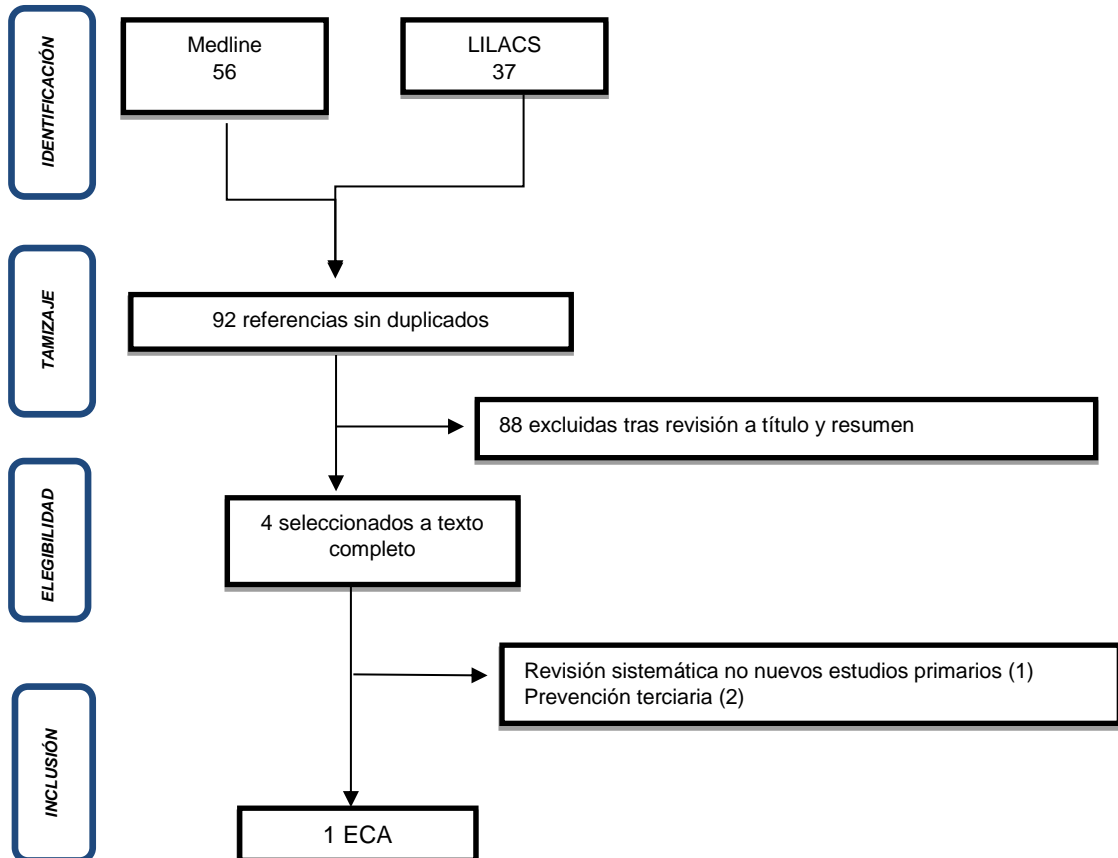 IDENTIFICACIÓN
Medline
56
LILACS
37
TAMIZAJE
92 referencias sin duplicados
88 excluidas tras revisión a título y resumen
ELEGIBILIDAD
4 seleccionados a texto
completo
Revisión sistemática no nuevos estudios primarios (1)
Prevención terciaria (2)
INCLUSIÓN
1 ECA